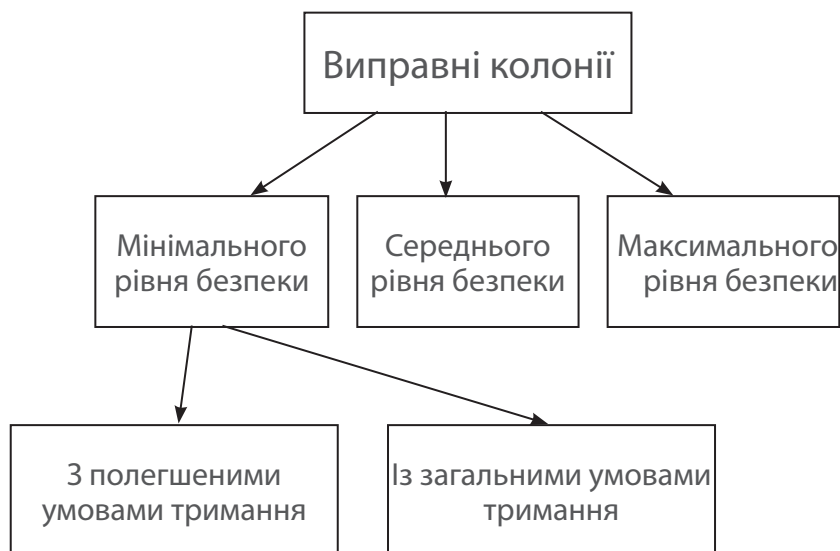 Виправні колонії
Мінімального
рівня безпеки
Середнього
рівня безпеки
Максимального
рівня безпеки
З полегшеними
умовами тримання
Із загальними умовами
тримання